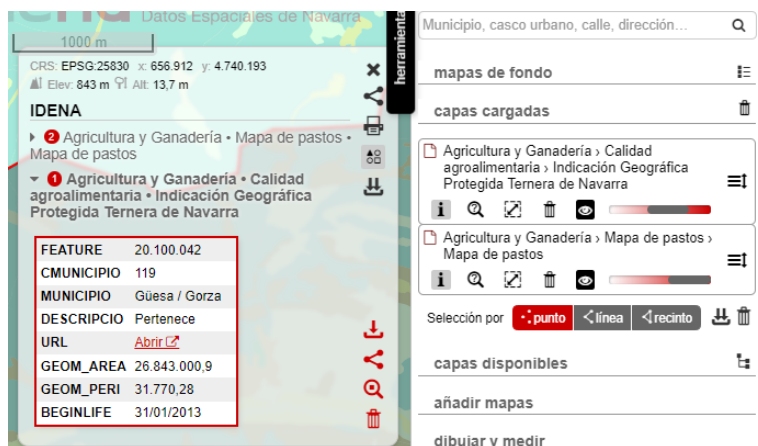 Datos Espaciales de Navarra
1000 m
CRS: EPSG:25830 x: 656.912 y: 4.740.193
Elev: 843 m Alt: 13,7 m
IDENA
2 Agricultura y Ganadería • Mapa de pastos •
Mapa de pastos
1 Agricultura y Ganadería • Calidad
agroalimentaria • Indicación Geográfica
Protegida Ternera de Navarra
FEATURE 20.100.042
CMUNICIPIO 119
MUNICIPIO Güesa / Gorza
DESCRIPCIO Pertenece
URL Abrir
GEOM_AREA 26.843.000,9
GEOM_PERI 31.770,28
BEGINLIFE 31/01/2013
herramienta
Municipio, casco urbano, calle, dirección...
mapas de fondo
capas cargadas
Agricultura y Ganadería › Calidad
agroalimentaria › Indicación Geográfica
Protegida Ternera de Navarra
Agricultura y Ganadería › Mapa de pastos ›
Mapa de pastos
Selección por punto línea recinto
capas disponibles
añadir mapas
dibujar y medir